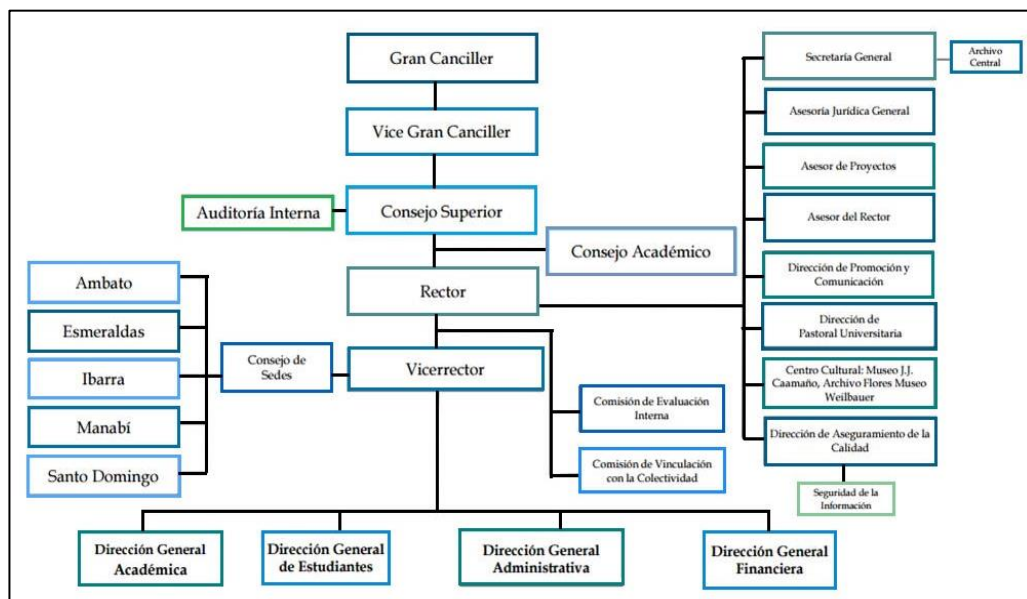 Gran Canciller
Vice Gran Canciller
Auditoría Interna
Consejo Superior
Consejo Académico
Rector
Vicerrector
Consejo de
Sedes
Ambato
Esmeraldas
Ibarra
Manabí
Santo Domingo
Comisión de Evaluación
Interna
Comisión de Vinculación
con la Colectividad
Secretaría General
Archivo
Central
Asesoría Jurídica General
Asesor de Proyectos
Asesor del Rector
Dirección de Promoción y
Comunicación
Dirección de
Pastoral Universitaria
Centro Cultural: Museo J.J.
Caamaño, Archivo Flores Museo
Weilbauer
Dirección de Aseguramiento de la
Calidad
Seguridad de la
Información
Dirección General
Académica
Dirección General
de Estudiantes
Dirección General
Administrativa
Dirección General
Financiera